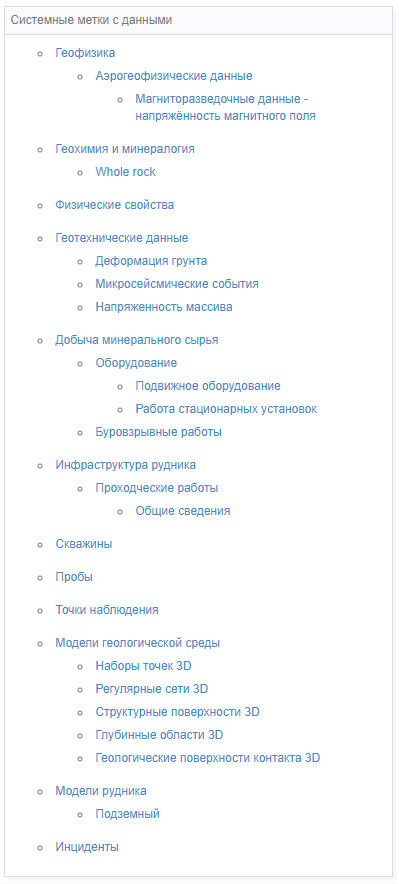 Системные метки с данными
Геофизика
Аэрогеофизические данные
Магниторазведочные данные -
напряжённость магнитного поля
Геохимия и минералогия
Whole rock
Физические свойства
Геотехнические данные
Деформация грунта
Микросейсмические события
Напряженность массива
Добыча минерального сырья
Оборудование
Подвижное оборудование
Работа стационарных установок
Буровзрывные работы
Инфраструктура рудника
Проходческие работы
Общие сведения
Скважины
Пробы
Точки наблюдения
Модели геологической среды
Наборы точек 3D
Регулярные сети 3D
Структурные поверхности 3D
Глубинные области 3D
Геологические поверхности контакта 3D
Модели рудника
Подземный
Инциденты